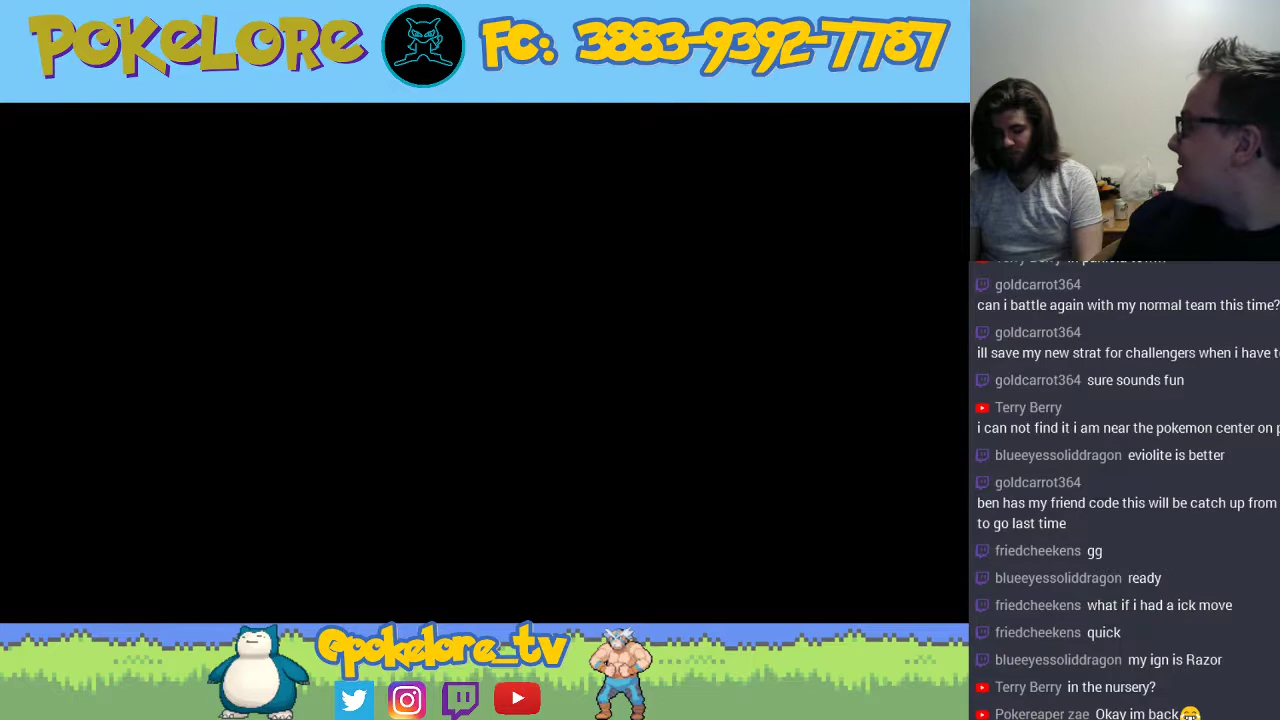 POKELORE FC: 3883-9392-7787
goldcarrot364
can i battle again with my normal team this time?
goldcarrot364
ill save my new strat for challengers when i have
goldcarrot364 sure sounds fun
Terry Berry
i can not find it i am near the pokemon center on
blueeyessoliddragon eviolite is better
goldcarrot364
ben has my friend code this will be catch up from
to go last time
friedcheekens gg
blueeyessoliddragon ready
friedcheekens what if i had a ick move
friedcheekens quick
blueeyessoliddragon my ign is Razor
Terry Berry in the nursery?
Pokereaper zae Okay im back
@pokelore_tv